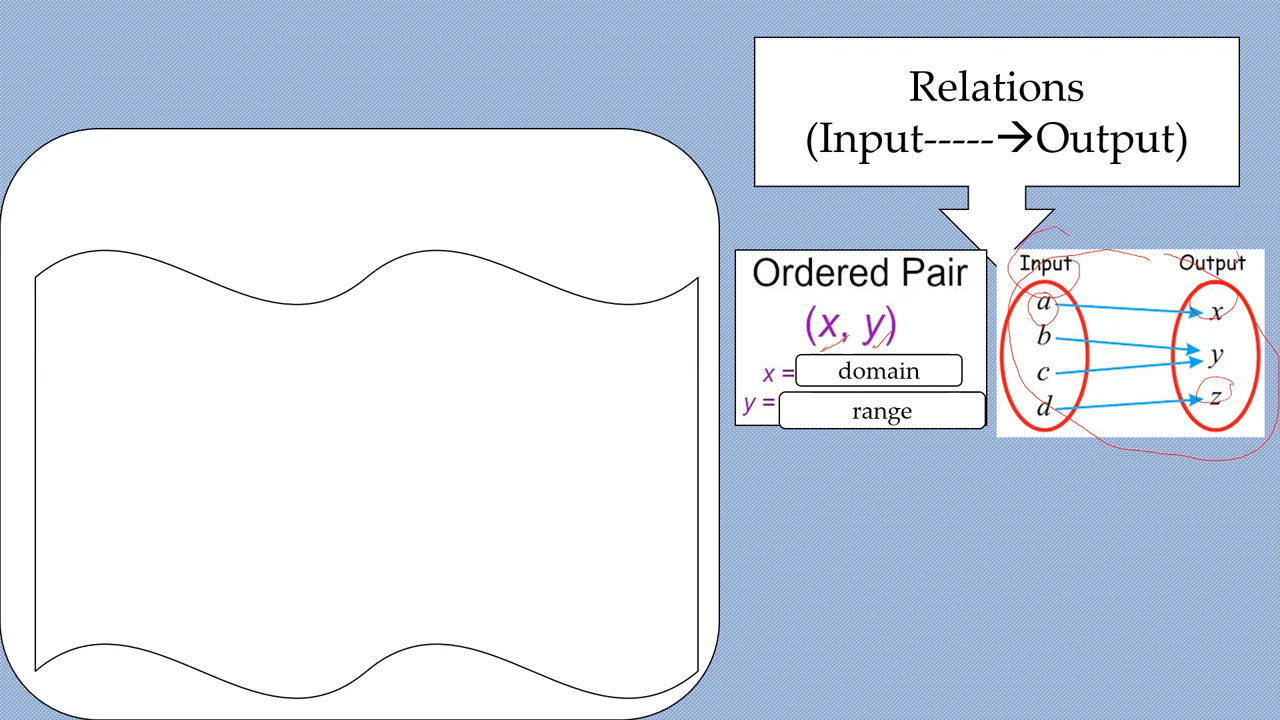 Relations
(Input-----→Output)
Ordered Pair
(x, y)
x = domain
y = range
Input Output
a x
b y
c z
d